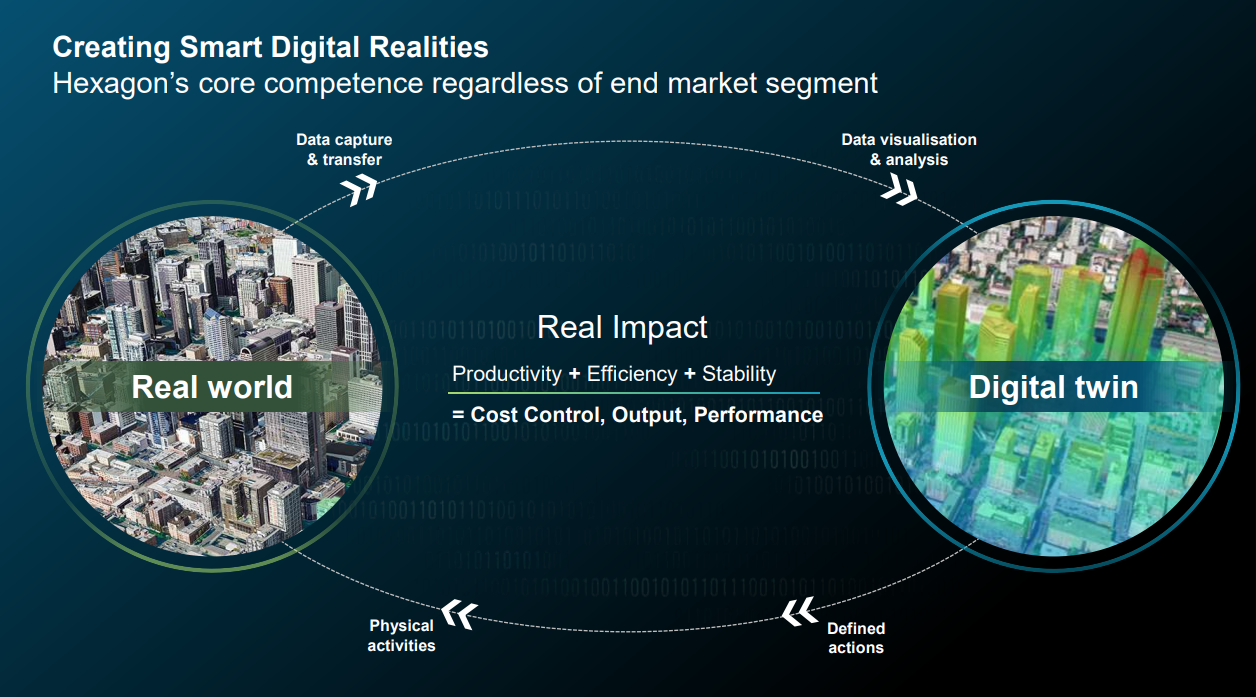 Creating Smart Digital Realities
Hexagon’s core competence regardless of end market segment
Data capture
& transfer
Data visualisation
& analysis
Real Impact
Productivity + Efficiency + Stability
= Cost Control, Output, Performance
Real world
Digital twin
Physical
activities
Defined
actions